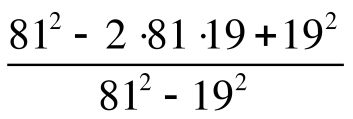 81² - 2 ·81 ·19 + 19²
81² - 19²